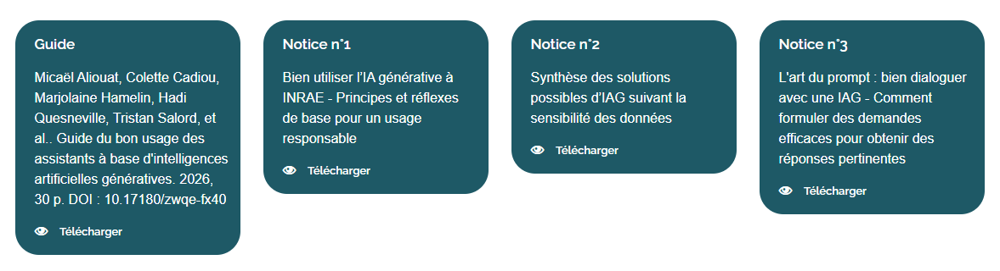 Guide
Micaël Aliouat, Colette Cadiou,
Marjolaine Hamelin, Hadi
Quesneville, Tristan Salord, et
al.. Guide du bon usage des
assistants à base d'intelligences
artificielles génératives. 2026,
30 p. DOI : 10.17180/zwqe-fx40
Télécharger
Notice n°1
Bien utiliser l’IA générative à
INRAE - Principes et réflexes
de base pour un usage
responsable
Télécharger
Notice n°2
Synthèse des solutions
possibles d’IAG suivant la
sensibilité des données
Télécharger
Notice n°3
L'art du prompt : bien dialoguer
avec une IAG - Comment
formuler des demandes
efficaces pour obtenir des
réponses pertinentes
Télécharger